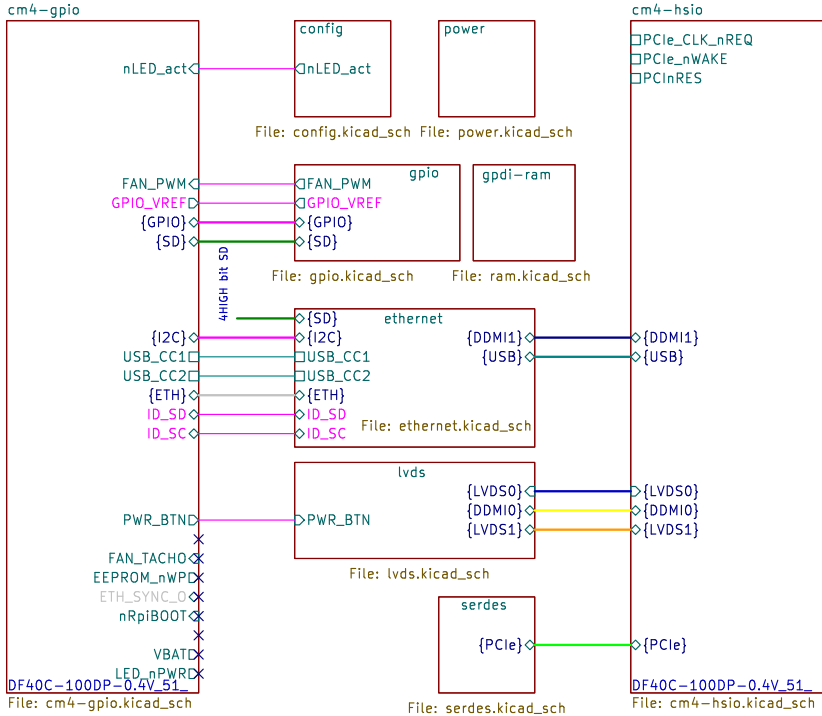 cm4-gpio
cm4-hsio
config
power
PCIe_CLK_nREQ
PCIe_nWAKE
PCInRES
nLED_act
nLED_act
File: config.kicad_sch
File: power.kicad_sch
gpio
gpdi-ram
FAN_PWM
FAN_PWM
GPIO_VREF
GPIO_VREF
{GPIO}
{GPIO}
{SD}
{SD}
File: gpio.kicad_sch
File: ram.kicad_sch
4HIGH bit SD
{SD}
ethernet
{I2C}
{I2C}
{DDMI1}
{DDMI1}
USB_CC1
USB_CC1
{USB}
{USB}
USB_CC2
USB_CC2
{ETH}
{ETH}
ID_SD
ID_SD
File: ethernet.kicad_sch
ID_SC
ID_SC
lvds
{LVDS0}
{LVDS0}
{DDMI0}
{DDMI0}
PWR_BTN
PWR_BTN
{LVDS1}
{LVDS1}
FAN_TACHO
EEPROM_nWP
File: lvds.kicad_sch
ETH_SYNC_O
serdes
nRpiBOOT
{PCIe}
{PCIe}
VBAT
LED_nPWR
DF40C-100DP-0.4V_51_
DF40C-100DP-0.4V_51_
File: cm4-gpio.kicad_sch
File: serdes.kicad_sch
File: cm4-hsio.kicad_sch